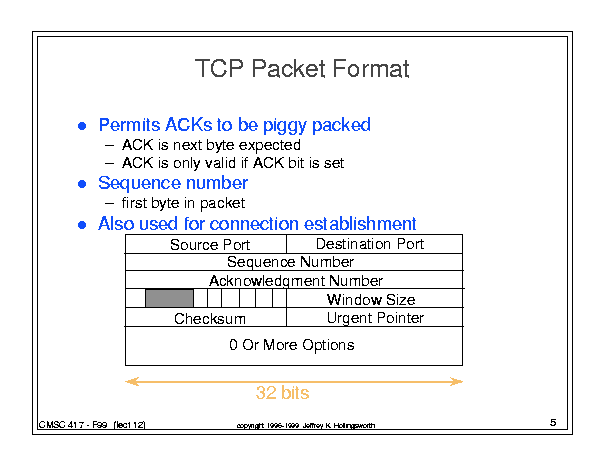 TCP Packet Format
● Permits ACKs to be piggy packed
– ACK is next byte expected
– ACK is only valid if ACK bit is set
● Sequence number
– first byte in packet
● Also used for connection establishment
Source Port Destination Port
Sequence Number
Acknowledgment Number
Window Size
Checksum Urgent Pointer
0 Or More Options
32 bits
CMSC 417 - F99 (lect 12) copyright 1996-1999 Jeffrey K. Hollingsworth 5